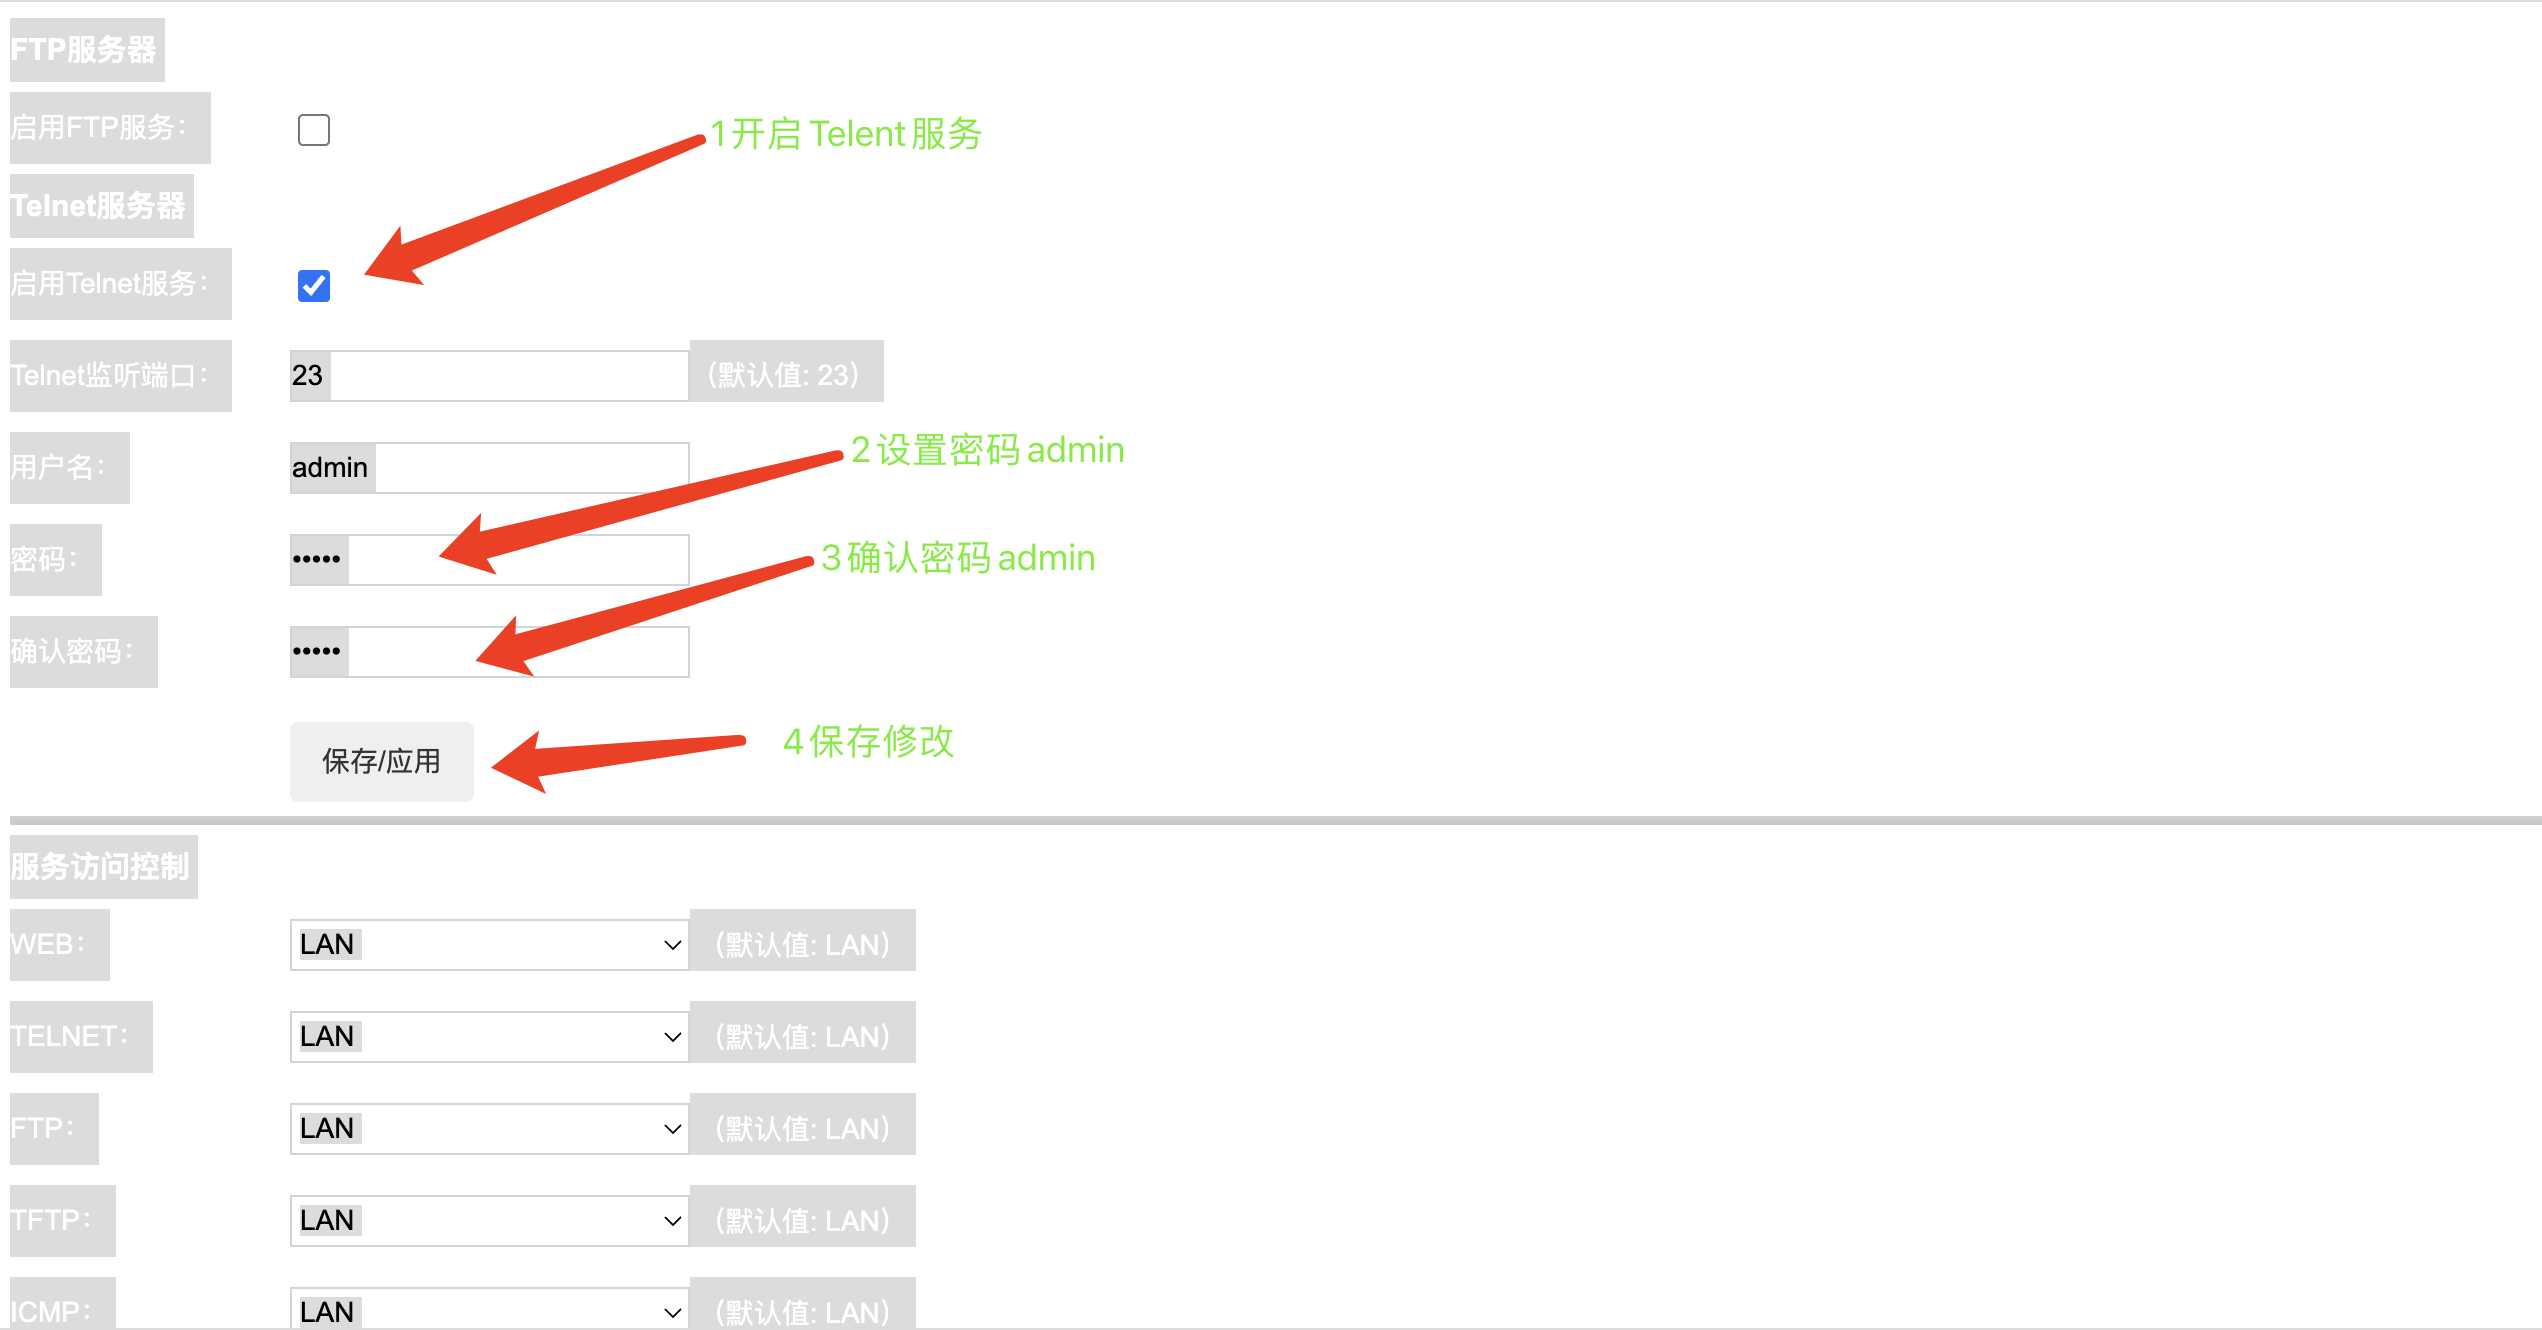 FTP服务器
启用FTP服务：
1开启Telent服务
Telnet服务器
启用Telnet服务：
Telnet监听端口： 23 （默认值: 23）
2设置密码admin
用户名： admin
3确认密码admin
密码： •••••
确认密码： •••••
4保存修改
保存/应用
服务访问控制
WEB： LAN （默认值: LAN）
TELNET： LAN （默认值: LAN）
FTP： LAN （默认值: LAN）
TFTP： LAN （默认值: LAN）
ICMP： LAN （默认值: LAN）